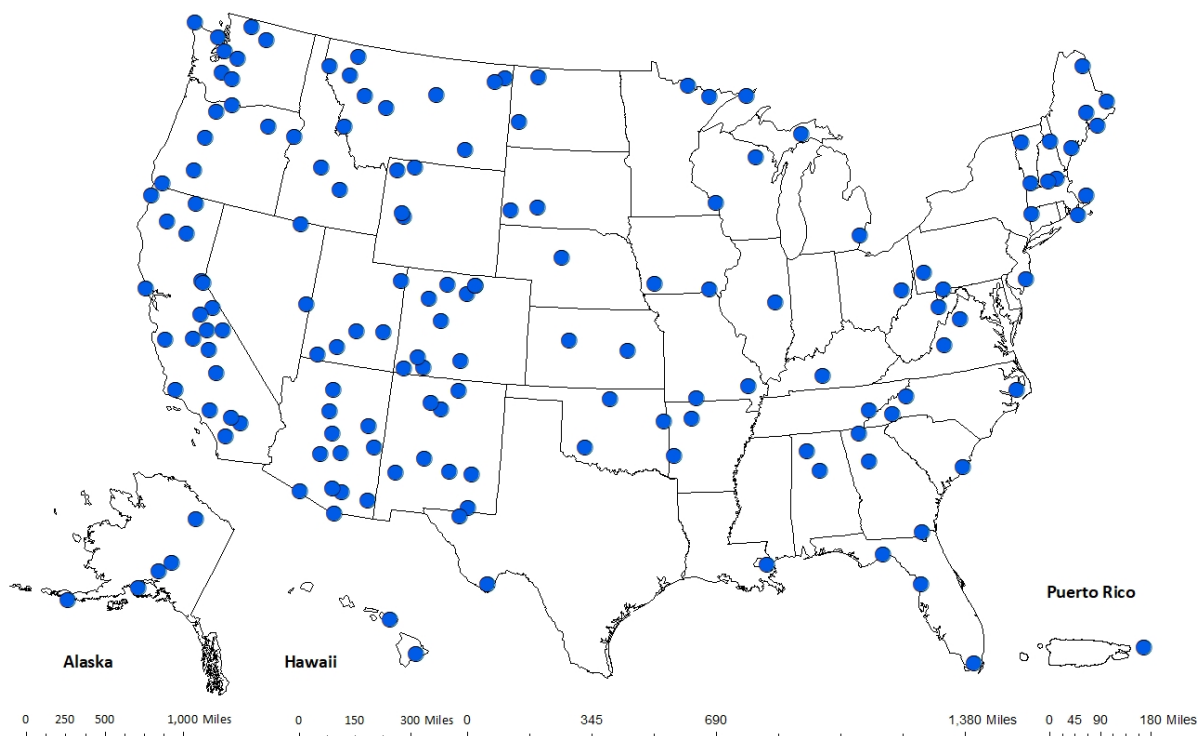 Puerto Rico
Alaska
Hawaii
0 250 500 1,000 Miles
0 150 300 Miles
0 345 690 1,380 Miles
0 45 90 180 Miles